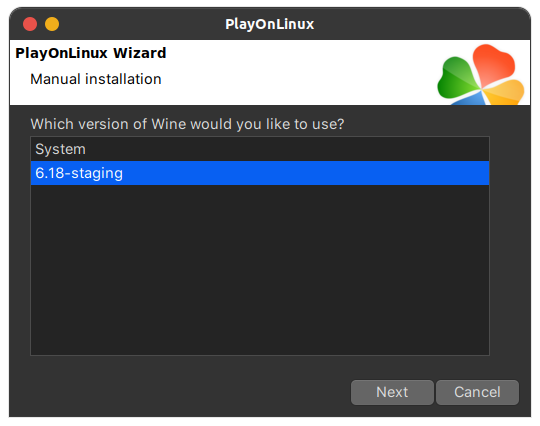 PlayOnLinux
PlayOnLinux Wizard
Manual installation
Which version of Wine would you like to use?
System
6.18-staging
Next
Cancel